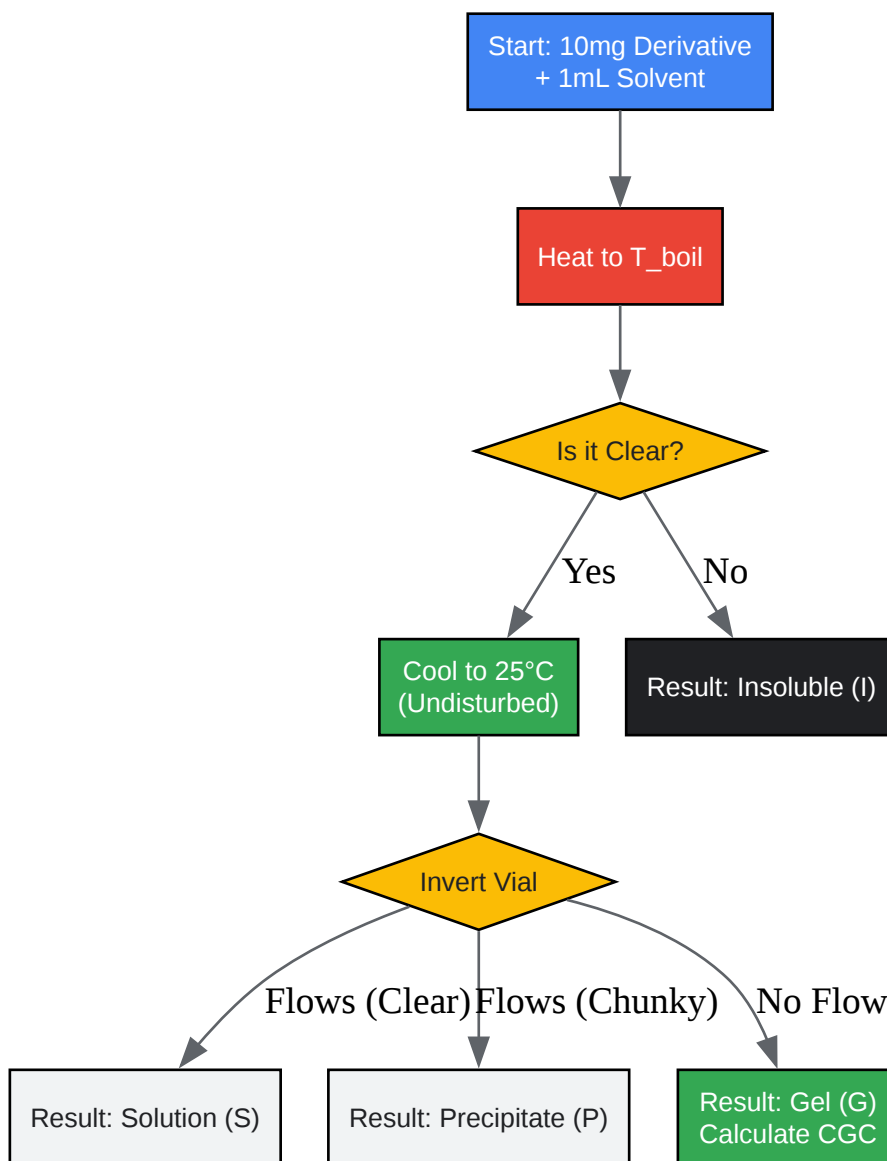 Start: 10mg Derivative
+ 1mL Solvent
Heat to T_boil
Is it Clear?
Yes
No
Cool to 25°C
(Undisturbed)
Result: Insoluble (I)
Invert Vial
Flows (Clear)
Flows (Chunky)
No Flow
Result: Solution (S)
Result: Precipitate (P)
Result: Gel (G)
Calculate CGC